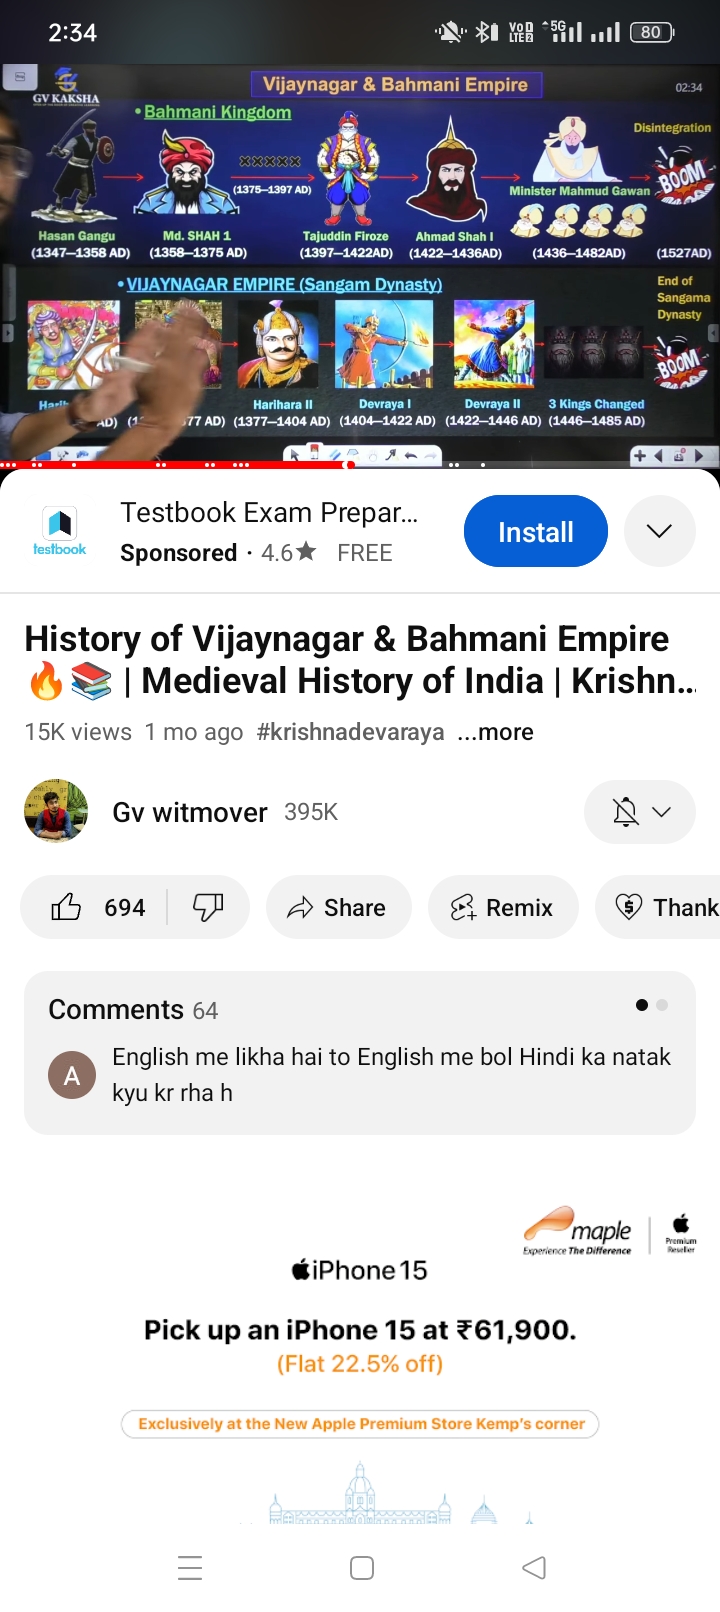 2:34
VoD
LTE2
5G
80
Vijaynagar & Bahmani Empire
02:34
GV KAKSHA
• Bahmani Kingdom
Disintegration
XXXXX
(1375—1397 AD)
BOOM
Minister Mahmud Gawan
Hasan Gangu
Md. SHAH 1
Tajuddin Firoze
Ahmad Shah I
(1347—1358 AD)
(1358—1375 AD)
(1397—1422AD)
(1422—1436AD)
(1436—1482AD)
(1527AD)
• VIJAYNAGAR EMPIRE (Sangam Dynasty)
End of
Sangama
Dynasty
BOOM
Harihara II
Devraya I
Devraya II
3 Kings Changed
AD)
77 AD)
(1377—1404 AD)
(1404—1422 AD)
(1422—1446 AD)
(1446—1485 AD)
Testbook Exam Prepar...
testbook
Sponsored · 4.6★ FREE
Install
History of Vijaynagar & Bahmani Empire
🔥📚 | Medieval History of India | Krishn...
15K views 1 mo ago #krishnadevaraya ...more
Gv witmover 395K
694
Share
Remix
Thank
Comments 64
A
English me likha hai to English me bol Hindi ka natak
kyu kr rha h
maple
Experience The Difference
Premium
Reseller
iPhone 15
Pick up an iPhone 15 at ₹61,900.
(Flat 22.5% off)
Exclusively at the New Apple Premium Store Kemp's corner